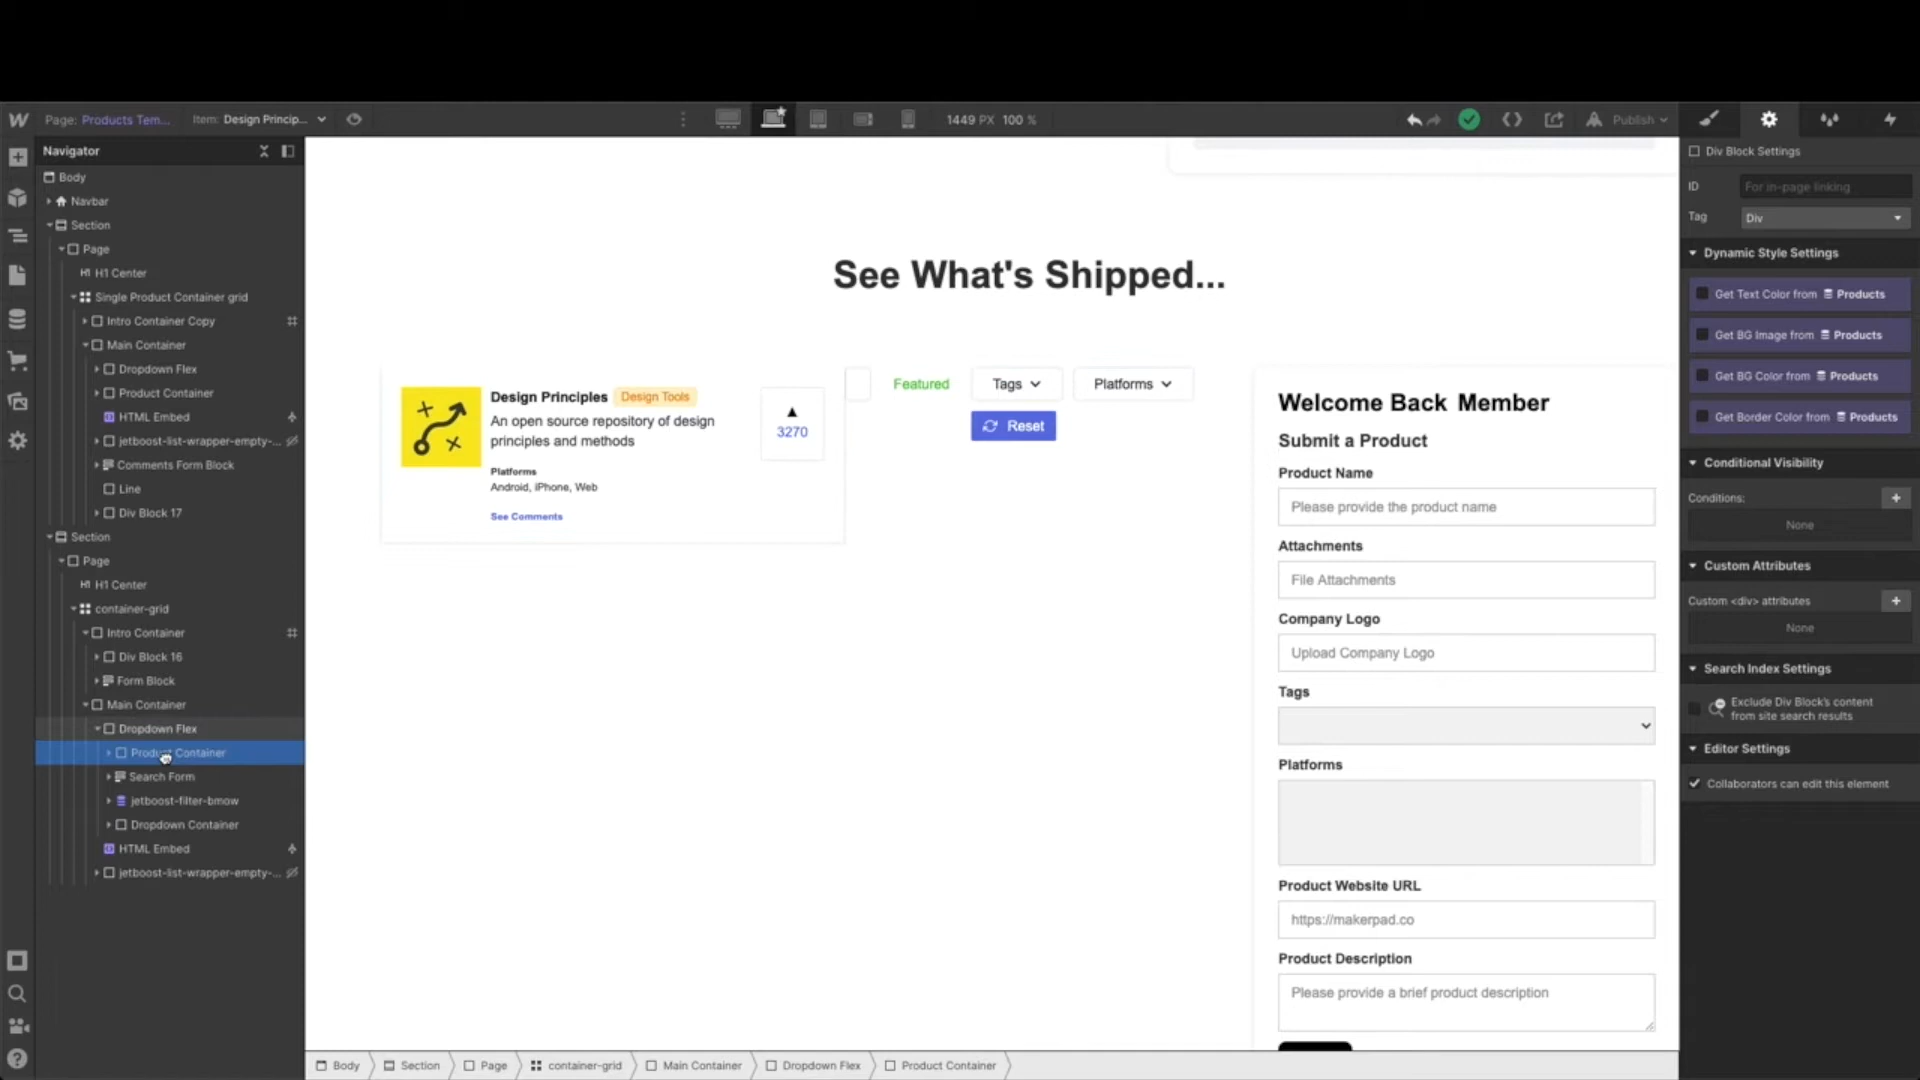 Page: Products Tem...
Item: Design Princip...
1449 PX 100 %
Publish
Navigator
Body
Navbar
Section
Page
H1 H1 Center
Single Product Container grid
Intro Container Copy
Main Container
Dropdown Flex
Product Container
HTML Embed
jetboost-list-wrapper-empty-...
Comments Form Block
Line
Div Block 17
Section
Page
H1 H1 Center
container-grid
Intro Container
Div Block 16
Form Block
Main Container
Dropdown Flex
Product Container
Search Form
jetboost-filter-bmow
Dropdown Container
HTML Embed
jetboost-list-wrapper-empty-...
See What's Shipped...
Design Principles
Design Tools
An open source repository of design
principles and methods
Platforms
Android, iPhone, Web
See Comments
3270
Featured
Tags
Platforms
Reset
Welcome Back Member
Submit a Product
Product Name
Please provide the product name
Attachments
File Attachments
Company Logo
Upload Company Logo
Tags
Platforms
Product Website URL
https://makerpad.co
Product Description
Please provide a brief product description
Body
Section
Page
container-grid
Main Container
Dropdown Flex
Product Container
Div Block Settings
ID
For in-page linking
Tag
Div
Dynamic Style Settings
Get Text Color from Products
Get BG Image from Products
Get BG Color from Products
Get Border Color from Products
Conditional Visibility
Conditions:
None
Custom Attributes
Custom <div> attributes
None
Search Index Settings
Exclude Div Block's content
from site search results
Editor Settings
Collaborators can edit this element